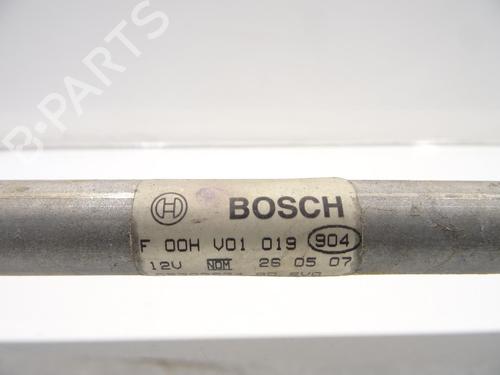 BOSCH
F 00H V01 019 904
12V NOM 26 05 07
B-PARTS